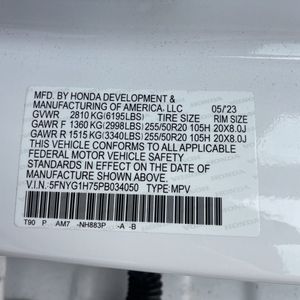 MFD. BY HONDA DEVELOPMENT &
MANUFACTURING OF AMERICA, LLC 05/'23
GVWR 2810 KG(6195LBS) TIRE SIZE RIM SIZE
GAWR F 1360 KG(2998LBS) 255/50R20 105H 20X8.0J
GAWR R 1515 KG(3340LBS) 255/50R20 105H 20X8.0J
THIS VEHICLE CONFORMS TO ALL APPLICABLE
FEDERAL MOTOR VEHICLE SAFETY
STANDARDS IN EFFECT ON THE DATE OF
MANUFACTURE SHOWN ABOVE.
V.I.N. 5FNYG1H75PB034050 TYPE: MPV
T90 P AM7 -NH883P -A -B